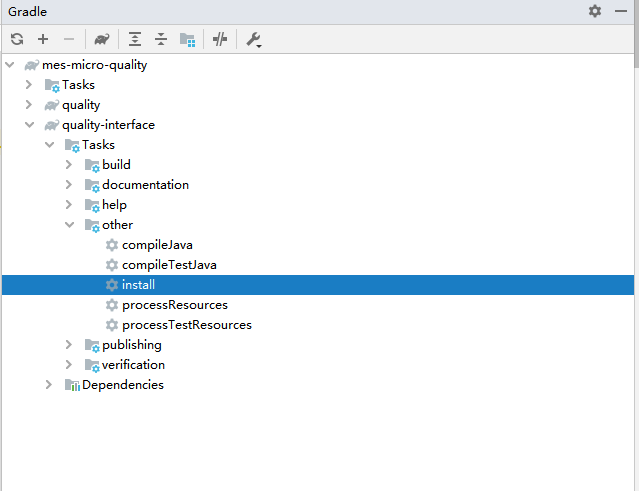 Gradle
mes-micro-quality
Tasks
quality
quality-interface
Tasks
build
documentation
help
other
compileJava
compileTestJava
install
processResources
processTestResources
publishing
verification
Dependencies